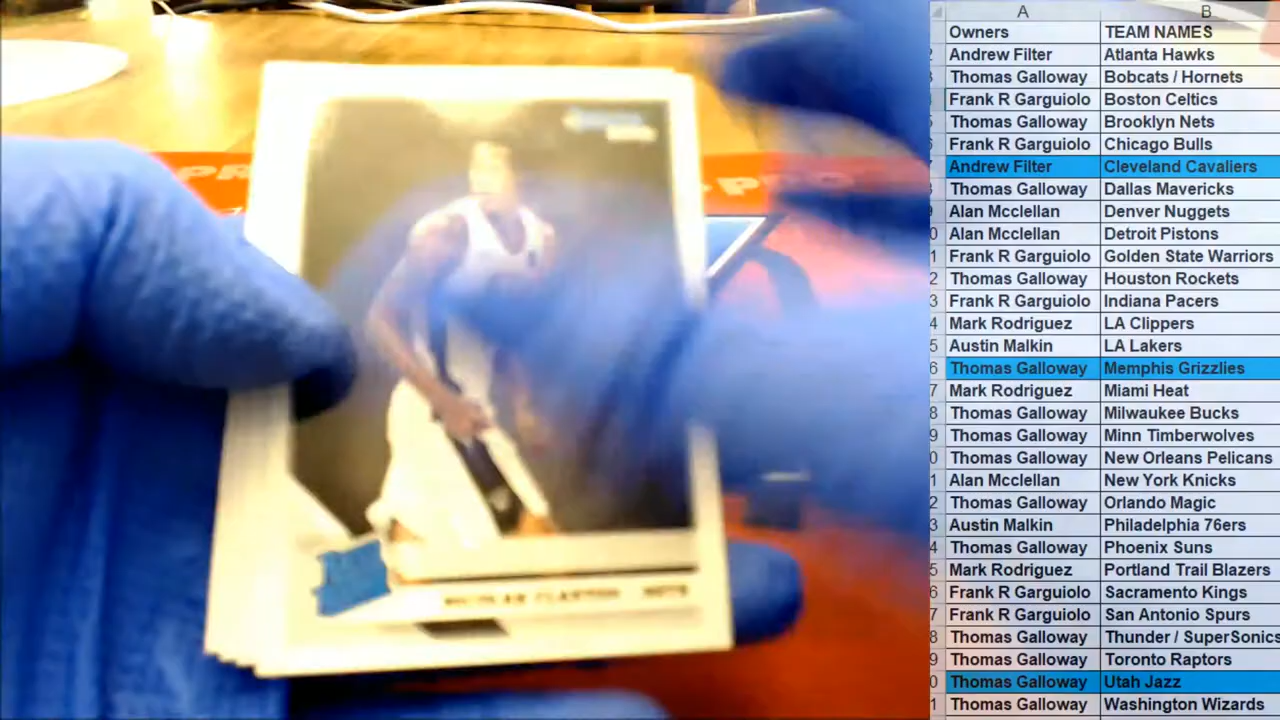 A B
Owners TEAM NAMES
Andrew Filter Atlanta Hawks
Thomas Galloway Bobcats / Hornets
Frank R Garguiolo Boston Celtics
Thomas Galloway Brooklyn Nets
Frank R Garguiolo Chicago Bulls
Andrew Filter Cleveland Cavaliers
Thomas Galloway Dallas Mavericks
Alan Mcclellan Denver Nuggets
Alan Mcclellan Detroit Pistons
Frank R Garguiolo Golden State Warriors
Thomas Galloway Houston Rockets
Frank R Garguiolo Indiana Pacers
Mark Rodriguez LA Clippers
Austin Malkin LA Lakers
Thomas Galloway Memphis Grizzlies
Mark Rodriguez Miami Heat
Thomas Galloway Milwaukee Bucks
Thomas Galloway Minn Timberwolves
Thomas Galloway New Orleans Pelicans
Alan Mcclellan New York Knicks
Thomas Galloway Orlando Magic
Austin Malkin Philadelphia 76ers
Thomas Galloway Phoenix Suns
Mark Rodriguez Portland Trail Blazers
Frank R Garguiolo Sacramento Kings
Frank R Garguiolo San Antonio Spurs
Thomas Galloway Thunder / SuperSonics
Thomas Galloway Toronto Raptors
Thomas Galloway Utah Jazz
Thomas Galloway Washington Wizards
NETS